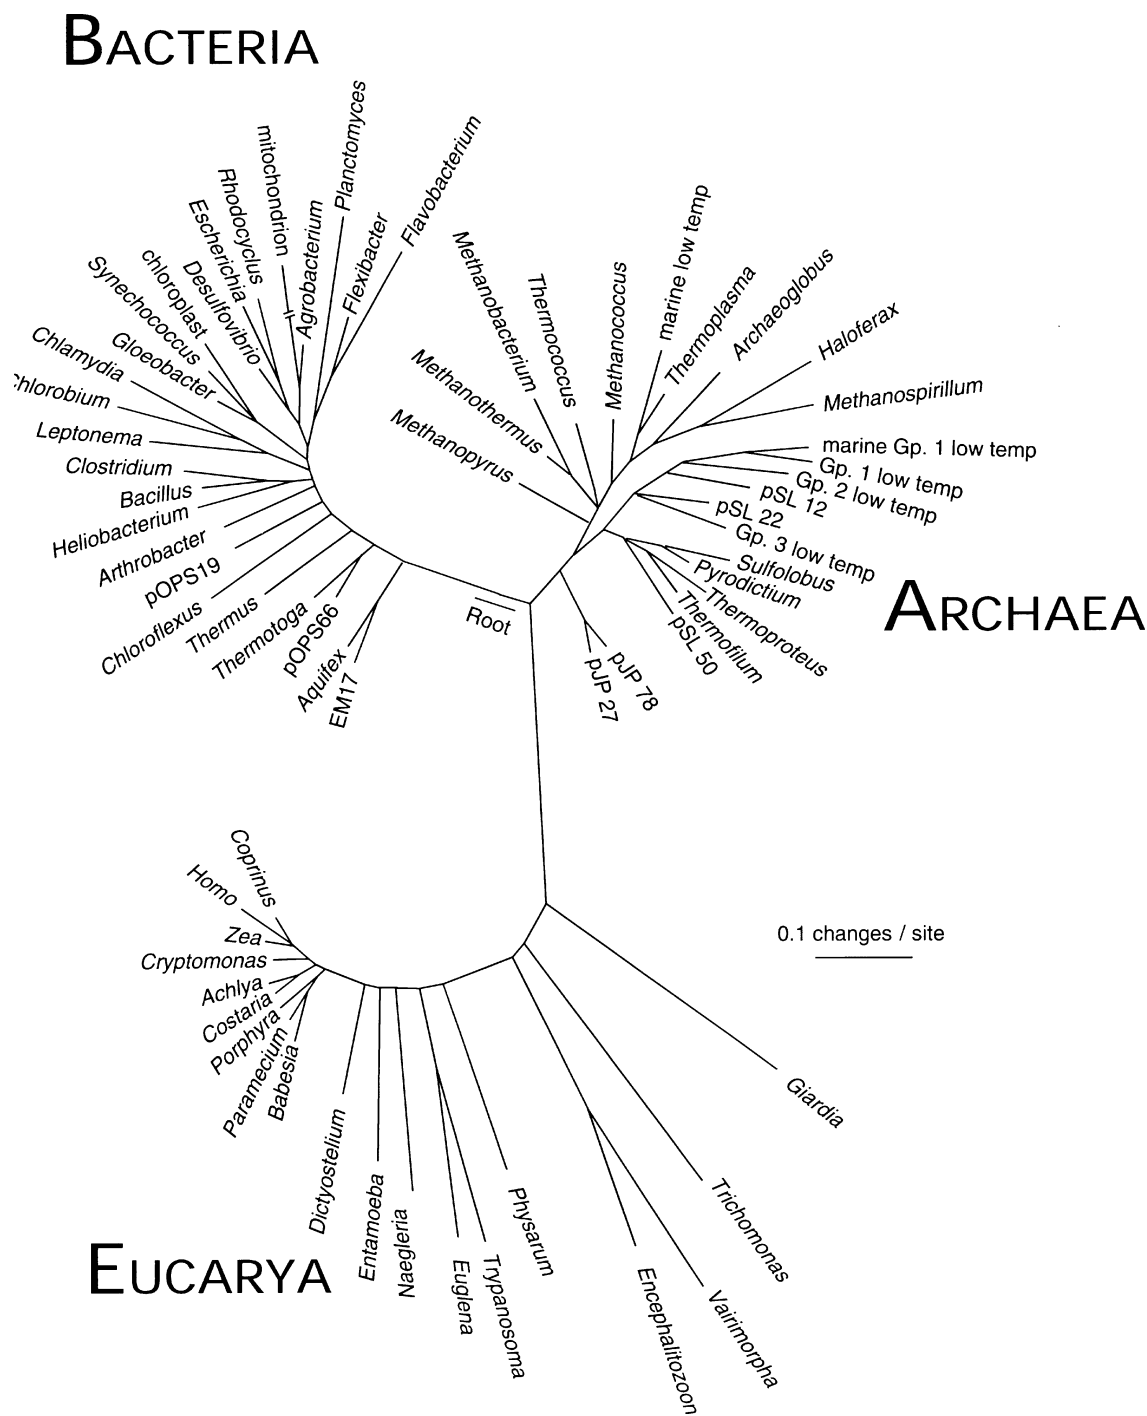 BACTERIA
Planctomyces
Flavobacterium
mitochondrion
Rhodocyclus
Escherichia
Agrobacterium
Flexibacter
Desulfovibrio
chloroplast
Synechococcus
Gloeobacter
Chlamydia
hlorobium
Leptonema
Clostridium
Bacillus
Heliobacterium
Arthrobacter
pOPS19
Chloroflexus
Thermus
Thermotoga
pOPS66
Aquifex
EM17
Root
Methanopyrus
Methanothermus
Methanobacterium
Thermococcus
Methanococcus
marine low temp
Thermoplasma
Archaeoglobus
Haloferax
Methanospirillum
marine Gp. 1 low temp
Gp. 1 low temp
Gp. 2 low temp
pSL 12
pSL 22
Gp. 3 low temp
Sulfolobus
Pyrodictium
Thermoproteus
Thermofilum
pSL 50
pJP 78
pJP 27
ARCHAEA
Coprinus
Homo
Zea
Cryptomonas
Achlya
Costaria
Porphyra
Paramecium
Babesia
Dictyostelium
Entamoeba
Naegleria
Euglena
Trypanosoma
Physarum
Encephalitozoon
Vairimorpha
Trichomonas
Giardia
0.1 changes / site
EUCARYA